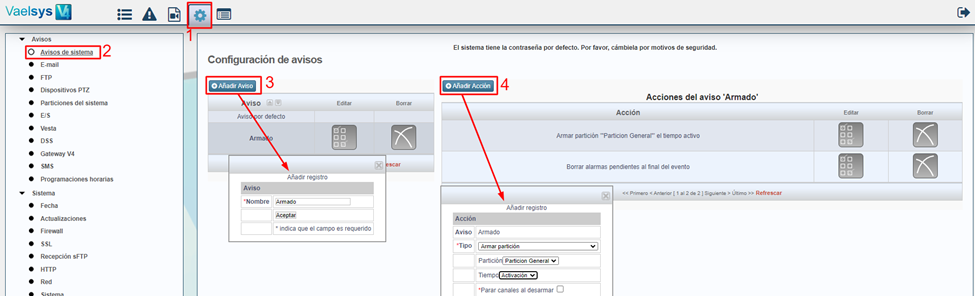 Vaelsys V4
1
El sistema tiene la contraseña por defecto. Por favor, cámbiela por motivos de seguridad.
Avisos
Avisos de sistema
2
E-mail
FTP
Dispositivos PTZ
Particiones del sistema
E/S
Vesta
DSS
Gateway V4
SMS
Programaciones horarias
Sistema
Fecha
Actualizaciones
Firewall
SSL
Recepción sFTP
HTTP
Red
Sistema
Configuración de avisos
Añadir Aviso
3
Aviso Editar Borrar
Aviso por defecto
Armado
rescar
Añadir registro
Aviso
*Nombre Armado
Aceptar
* indica que el campo es requerido
Añadir Acción
4
Acciones del aviso 'Armado'
Acción Editar Borrar
Armar partición '"Particion General"' el tiempo activo
Borrar alarmas pendientes al final del evento
<< Primero < Anterior [ 1 al 2 de 2 ] Siguiente > Último >> Refrescar
Añadir registro
Acción
Aviso Armado
*Tipo Armar partición
Partición Particion General
Tiempo Activación
*Parar canales al desarmar